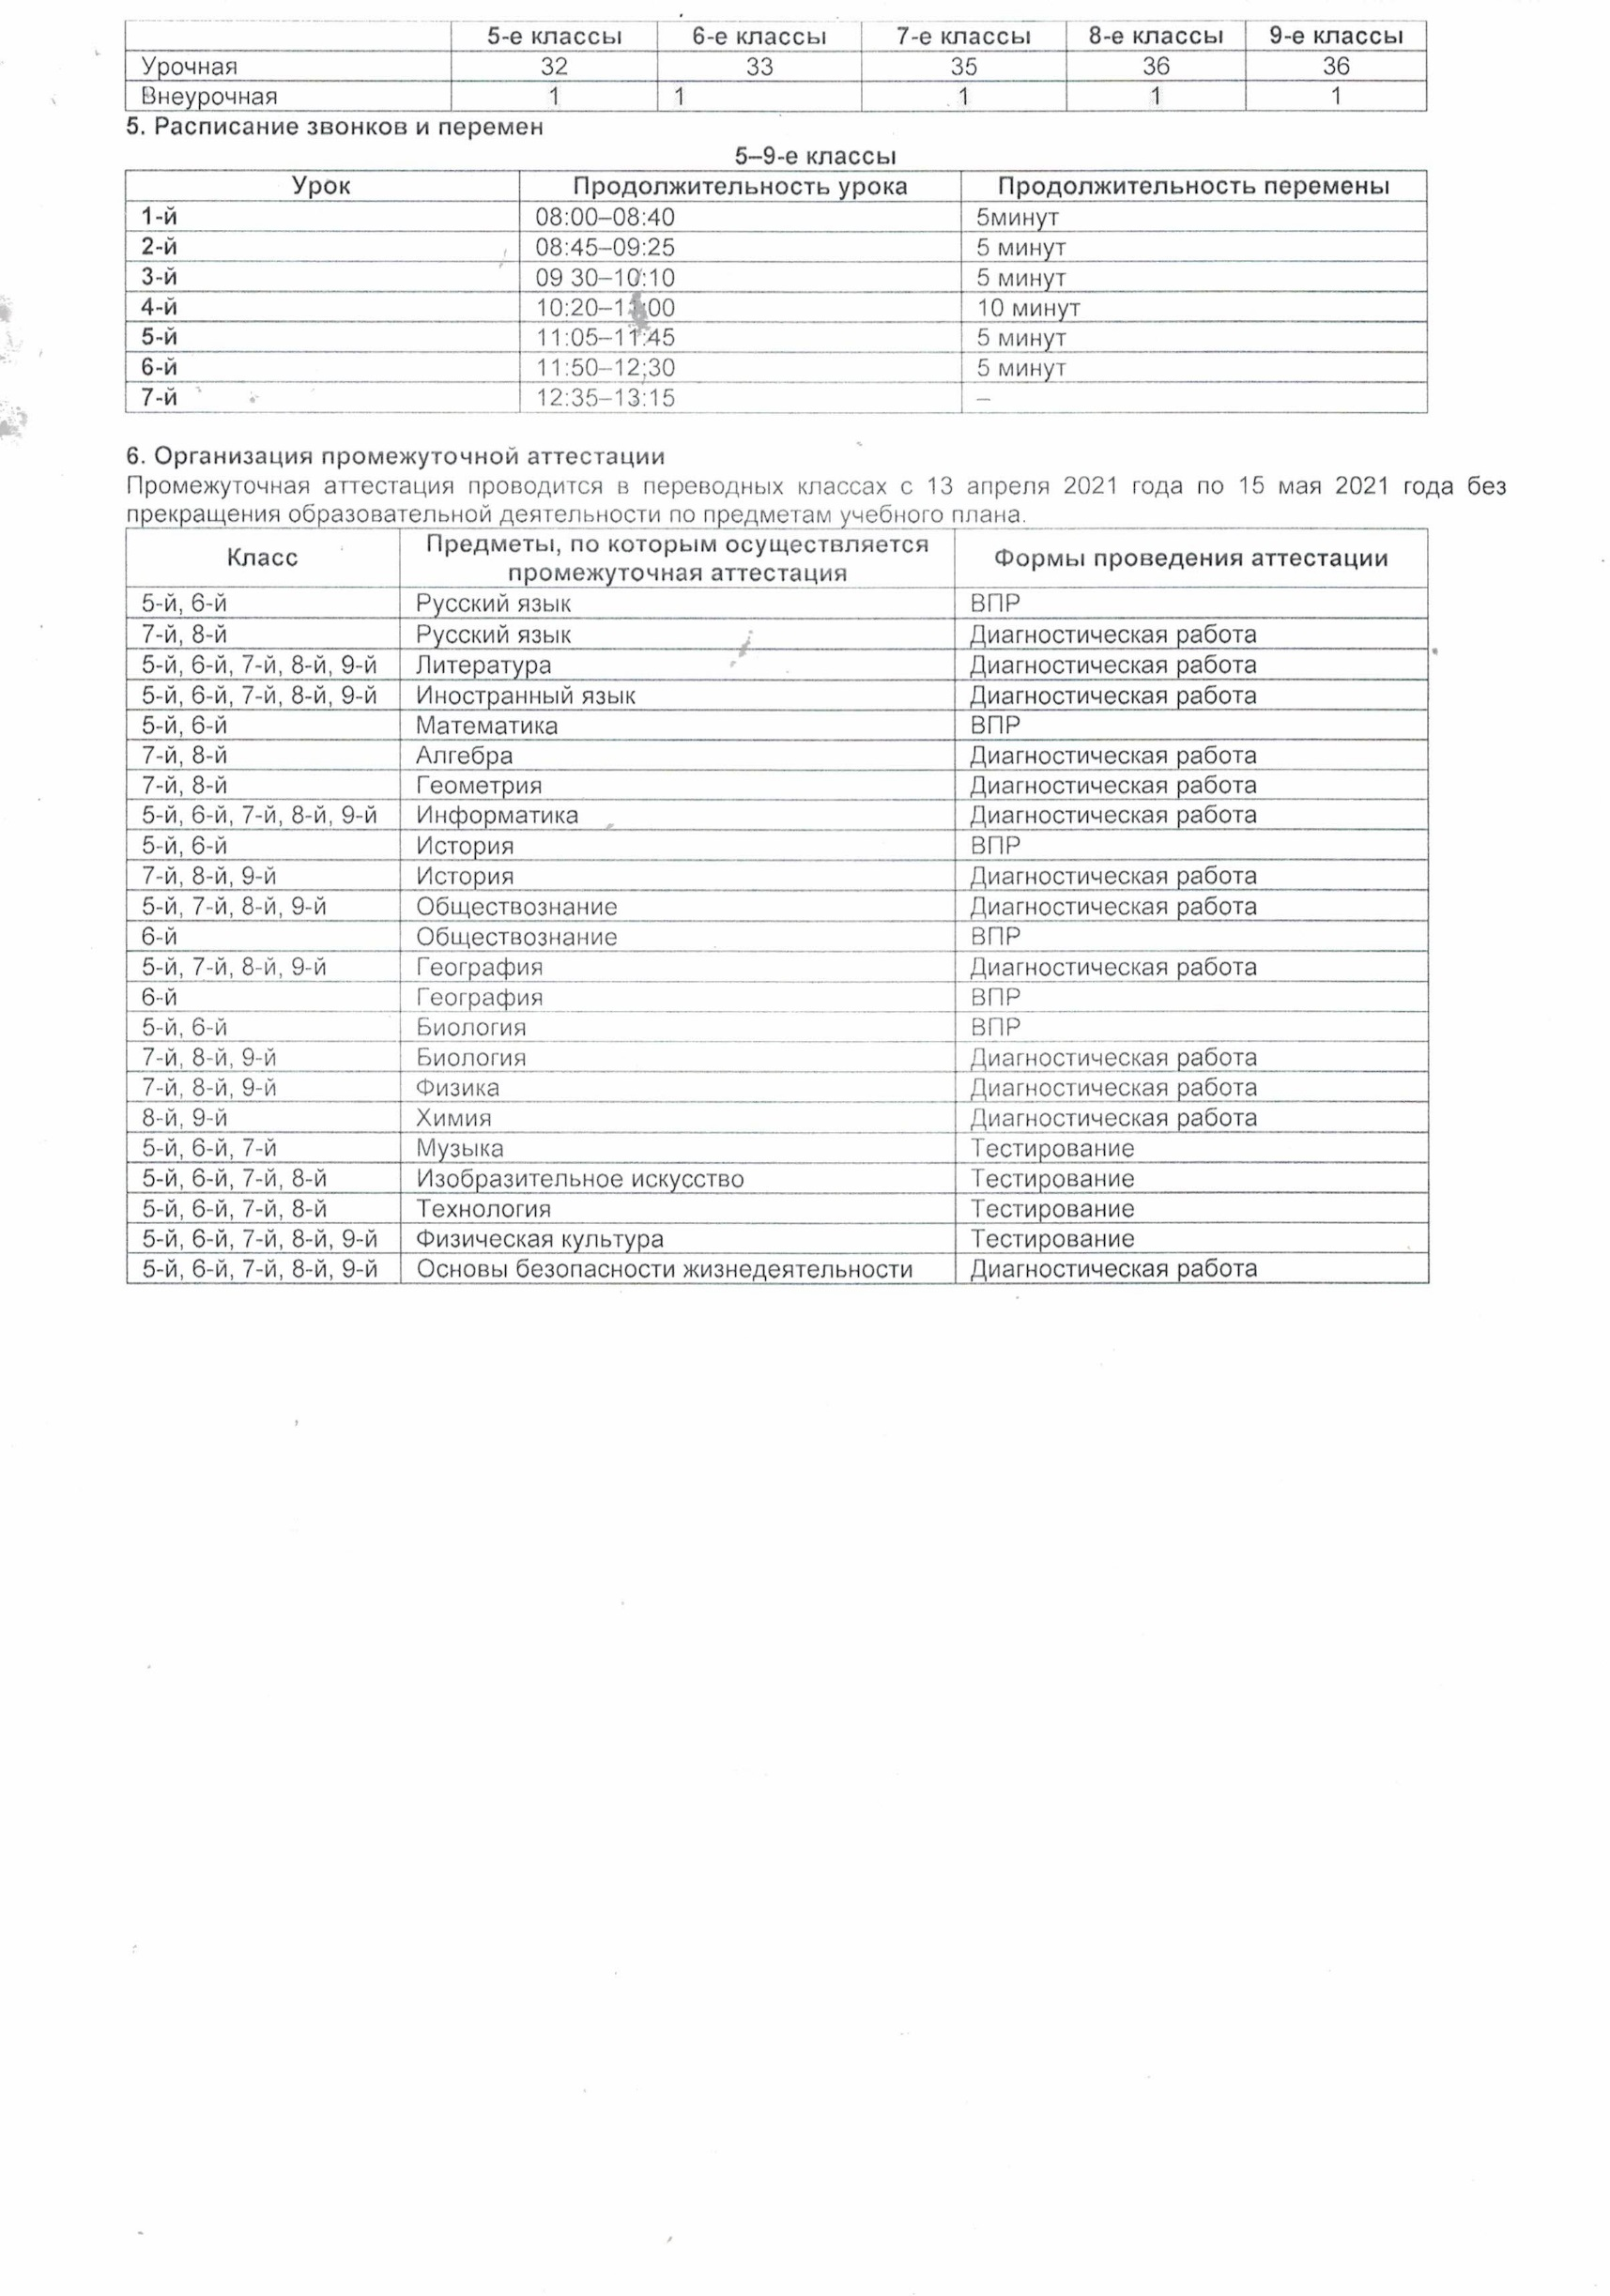 5-е классы 6-е классы 7-е классы 8-е классы 9-е классы
Урочная 32 33 35 36 36
Внеурочная 1 1 1 1 1
5. Расписание звонков и перемен
5–9-е классы
Урок Продолжительность урока Продолжительность перемены
1-й 08:00–08:40 5минут
2-й 08:45–09:25 5 минут
3-й 09 30–10:10 5 минут
4-й 10:20–11:00 10 минут
5-й 11:05–11:45 5 минут
6-й 11:50–12:30 5 минут
7-й 12:35–13:15 –
6. Организация промежуточной аттестации
Промежуточная аттестация проводится в переводных классах с 13 апреля 2021 года по 15 мая 2021 года без
прекращения образовательной деятельности по предметам учебного плана.
Класс Предметы, по которым осуществляется промежуточная аттестация Формы проведения аттестации
5-й, 6-й Русский язык ВПР
7-й, 8-й Русский язык Диагностическая работа
5-й, 6-й, 7-й, 8-й, 9-й Литература Диагностическая работа
5-й, 6-й, 7-й, 8-й, 9-й Иностранный язык Диагностическая работа
5-й, 6-й Математика ВПР
7-й, 8-й Алгебра Диагностическая работа
7-й, 8-й Геометрия Диагностическая работа
5-й, 6-й, 7-й, 8-й, 9-й Информатика Диагностическая работа
5-й, 6-й История ВПР
7-й, 8-й, 9-й История Диагностическая работа
5-й, 7-й, 8-й, 9-й Обществознание Диагностическая работа
6-й Обществознание ВПР
5-й, 7-й, 8-й, 9-й География Диагностическая работа
6-й География ВПР
5-й, 6-й Биология ВПР
7-й, 8-й, 9-й Биология Диагностическая работа
7-й, 8-й, 9-й Физика Диагностическая работа
8-й, 9-й Химия Диагностическая работа
5-й, 6-й, 7-й Музыка Тестирование
5-й, 6-й, 7-й, 8-й Изобразительное искусство Тестирование
5-й, 6-й, 7-й, 8-й Технология Тестирование
5-й, 6-й, 7-й, 8-й, 9-й Физическая культура Тестирование
5-й, 6-й, 7-й, 8-й, 9-й Основы безопасности жизнедеятельности Диагностическая работа